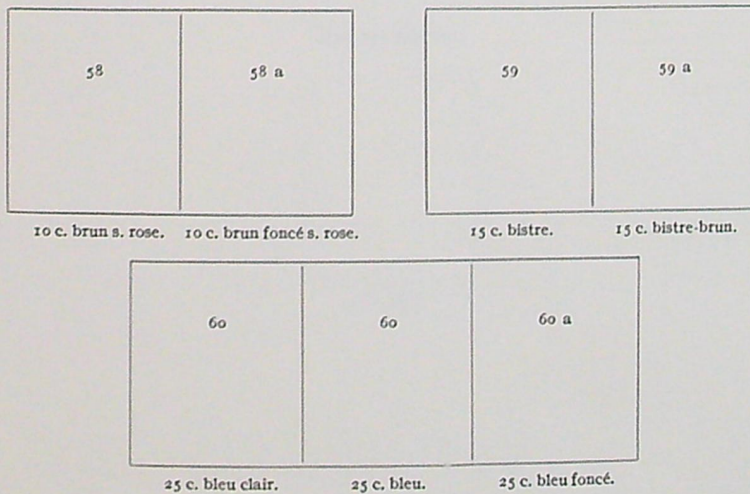 58 58 a 59 59 a
10 c. brun s. rose. 10 c. brun foncé s. rose. 15 c. bistre. 15 c. bistre-brun.
60 60 60 a
25 c. bleu clair. 25 c. bleu. 25 c. bleu foncé.